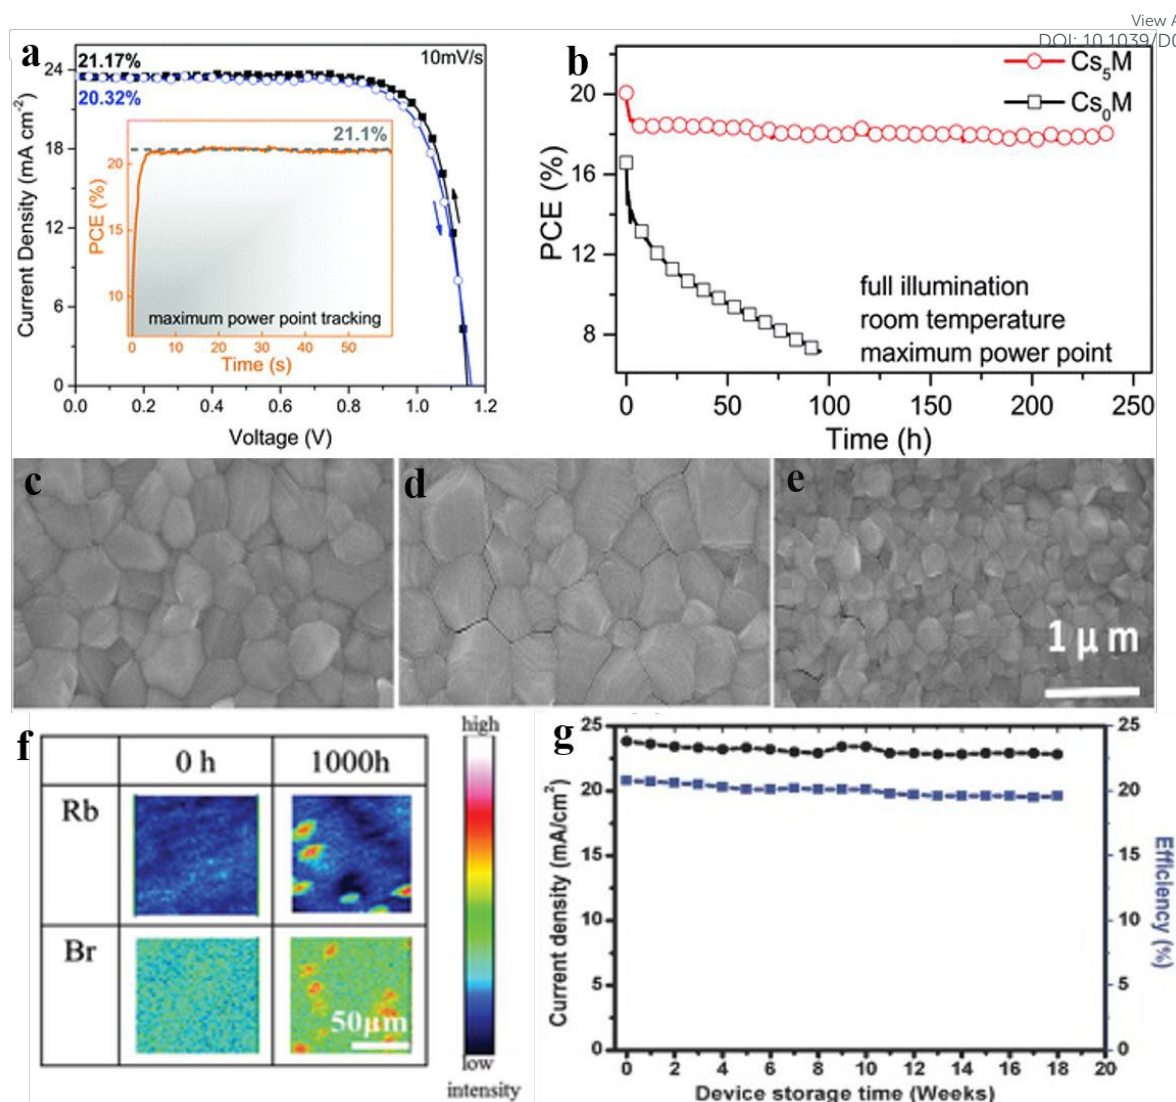 View A
DOI: 10.1039/D0
a
21.17%
20.32%
10mV/s
21.1%
maximum power point tracking
PCE (%)
20
15
10
0 10 20 30 40 50
Time (s)
Current Density (mA cm⁻²)
24
18
12
6
0
0.0 0.2 0.4 0.6 0.8 1.0 1.2
Voltage (V)
b
Cs₅M
Cs₀M
PCE (%)
20
16
12
8
full illumination
room temperature
maximum power point
0 50 100 150 200 250
Time (h)
c
d
e
1 μm
f
0 h 1000h
Rb
Br
50μm
high
low
intensity
g
Current density (mA/cm²)
25
20
15
10
5
0
Efficiency (%)
25
20
15
10
5
0
0 2 4 6 8 10 12 14 16 18 20
Device storage time (Weeks)